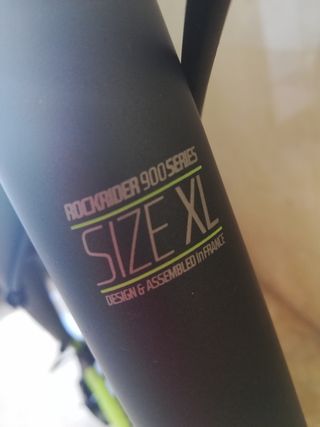 ROCKRIDER 900 SERIES
SIZE XL
DESIGN & ASSEMBLED in FRANCE